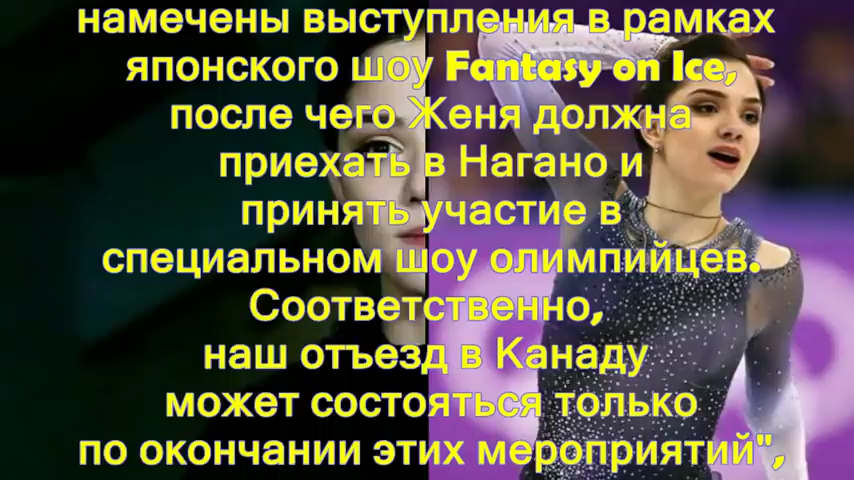 намечены выступления в рамках
японского шоу Fantasy on Ice,
после чего Женя должна
приехать в Нагано и
принять участие в
специальном шоу олимпийцев.
Соответственно,
наш отъезд в Канаду
может состояться только
по окончании этих мероприятий",